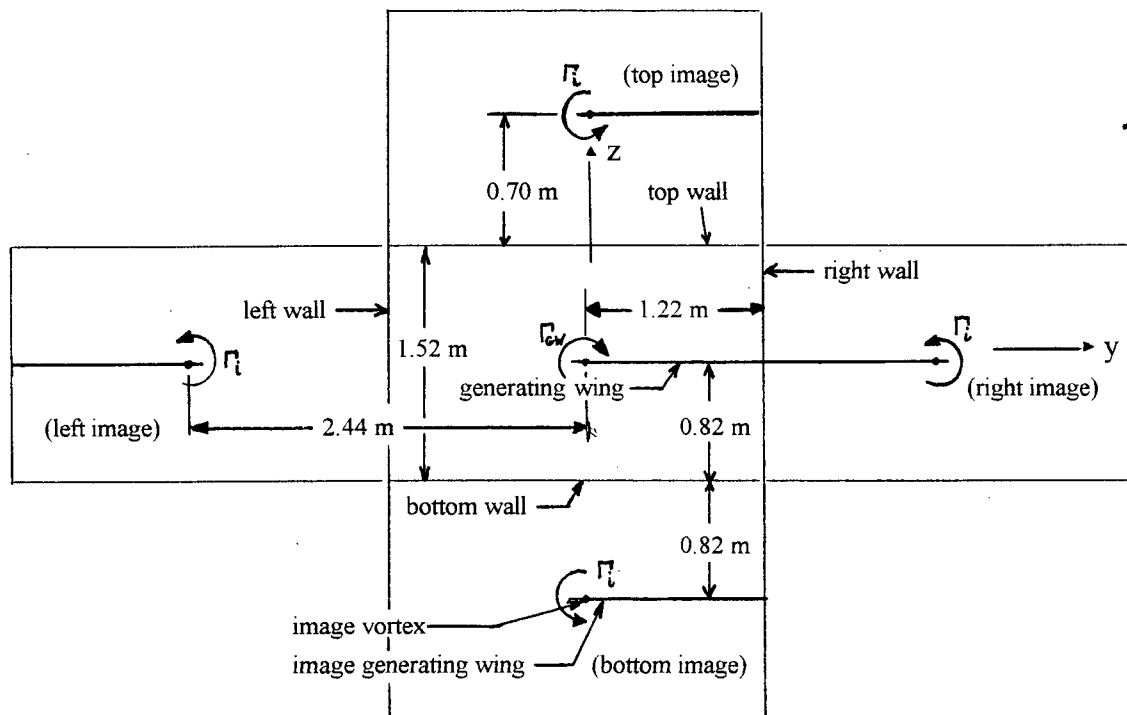 Γi
(top image)
z
0.70 m
top wall
right wall
left wall
1.22 m
1.52 m
ΓGW
Γi
Γi
y
generating wing
(right image)
(left image)
2.44 m
0.82 m
bottom wall
0.82 m
Γi
image vortex
image generating wing
(bottom image)